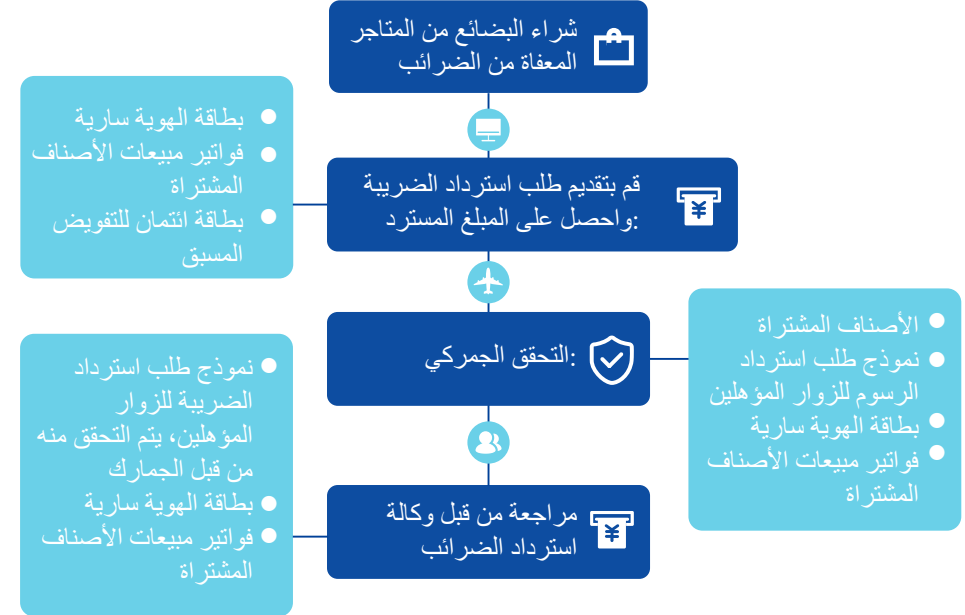 شراء البضائع من المتاجر
المعفاة من الضرائب
بطاقة الهوية سارية
فواتير مبيعات الأصناف
المشتراة
بطاقة ائتمان للتفويض
المسبق
قم بتقديم طلب استرداد الضريبة
واحصل على المبلغ المسترد:
التحقق الجمركي:
الأصناف المشتراة
نموذج طلب استرداد
الرسوم للزوار المؤهلين
بطاقة الهوية سارية
فواتير مبيعات الأصناف
المشتراة
نموذج طلب استرداد
الضريبة للزوار
المؤهلين، يتم التحقق منه
من قبل الجمارك
بطاقة الهوية سارية
فواتير مبيعات الأصناف
المشتراة
مراجعة من قبل وكالة
استرداد الضرائب